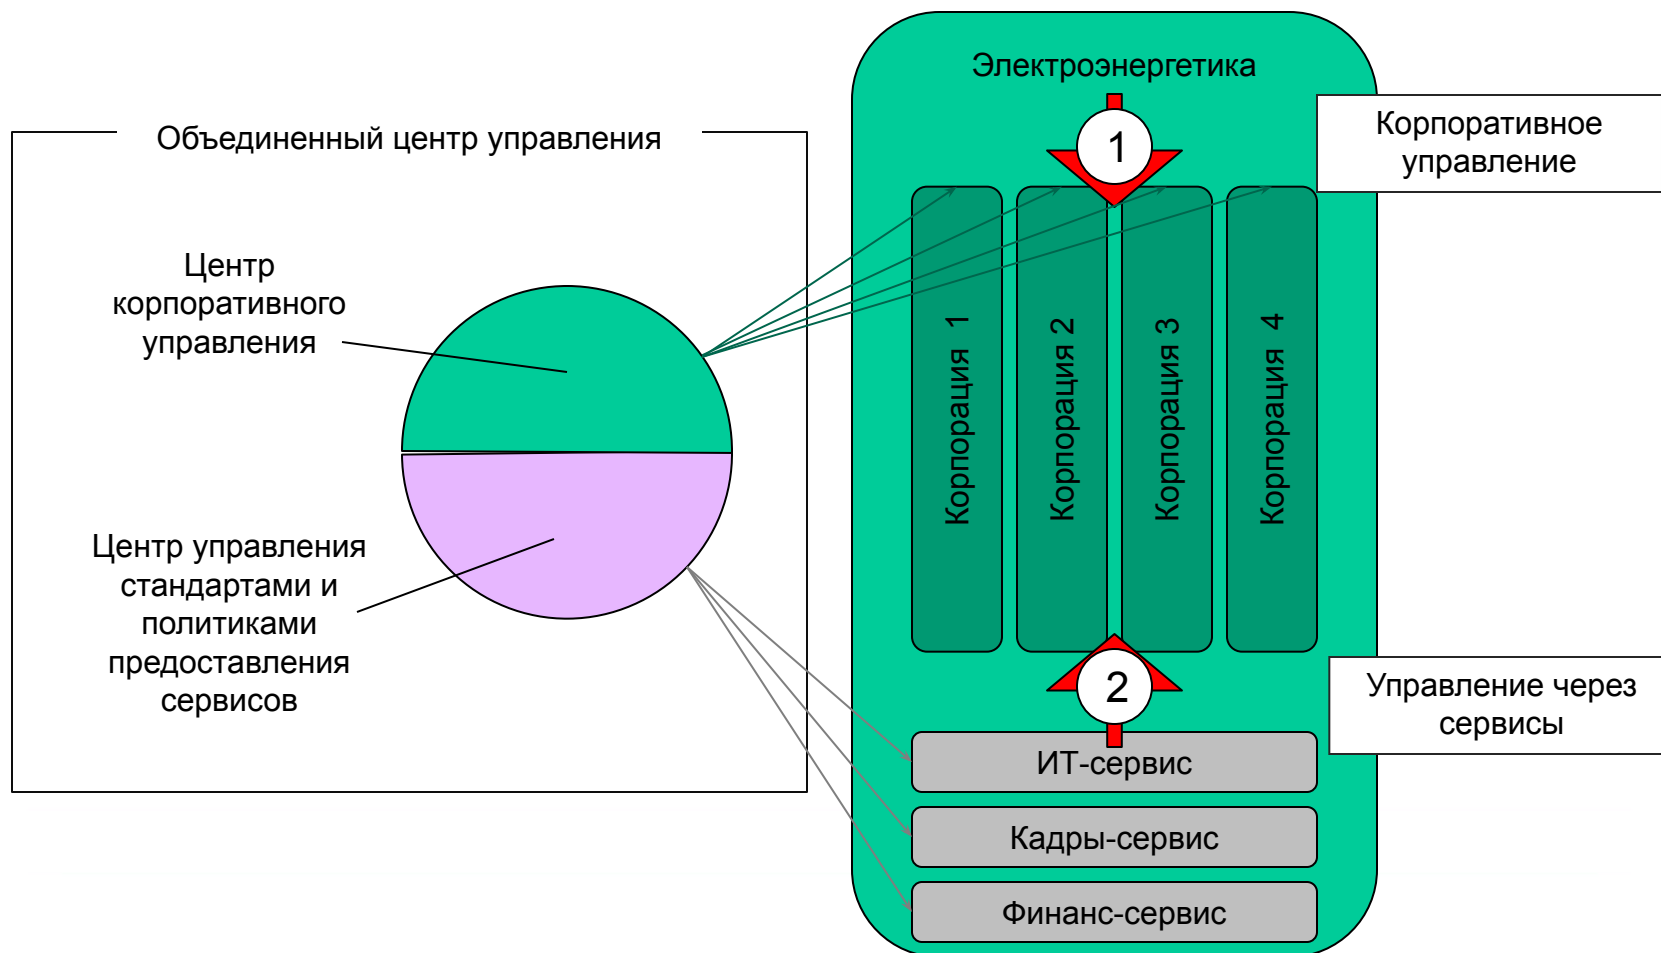 Электроэнергетика
Корпоративное
управление
1
Объединенный центр управления
Центр
корпоративного
управления
Корпорация 1
Корпорация 2
Корпорация 3
Корпорация 4
Центр управления
стандартами и
политиками
предоставления
сервисов
2
Управление через
сервисы
ИТ-сервис
Кадры-сервис
Финанс-сервис